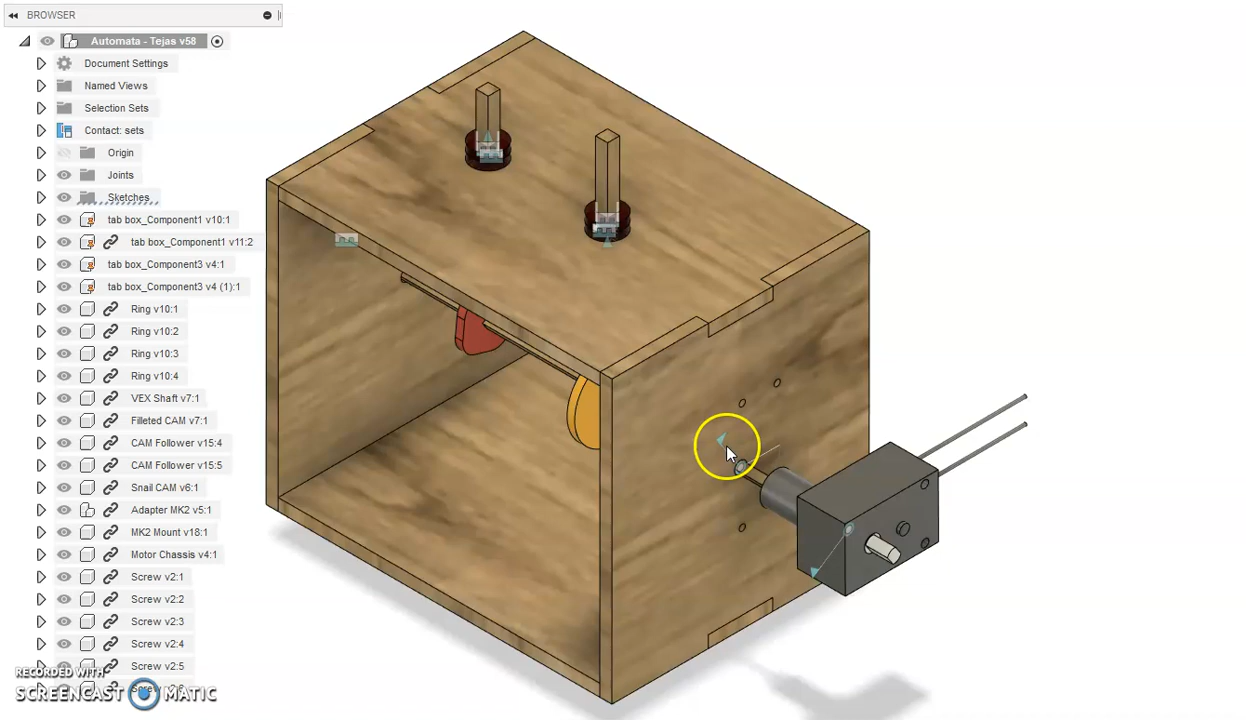 BROWSER
Automata - Tejas v58
Document Settings
Named Views
Selection Sets
Contact: sets
Origin
Joints
Sketches
tab box_Component1 v10:1
tab box_Component1 v11:2
tab box_Component3 v4:1
tab box_Component3 v4 (1):1
Ring v10:1
Ring v10:2
Ring v10:3
Ring v10:4
VEX Shaft v7:1
Filleted CAM v7:1
CAM Follower v15:4
CAM Follower v15:5
Snail CAM v6:1
Adapter MK2 v5:1
MK2 Mount v18:1
Motor Chassis v4:1
Screw v2:1
Screw v2:2
Screw v2:3
Screw v2:4
Screw v2:5
RECORDED WITH
SCREENCAST MATIC